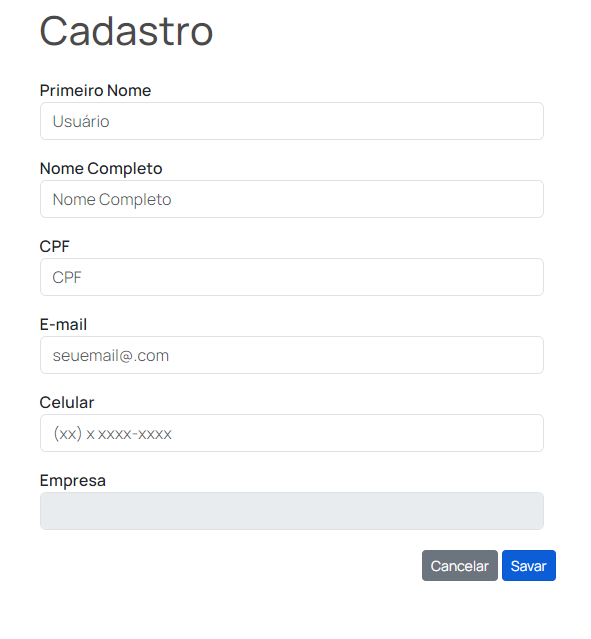 Cadastro
Primeiro Nome
Usuário
Nome Completo
Nome Completo
CPF
CPF
E-mail
seuemail@.com
Celular
(xx) x xxxx-xxxx
Empresa
Cancelar Savar